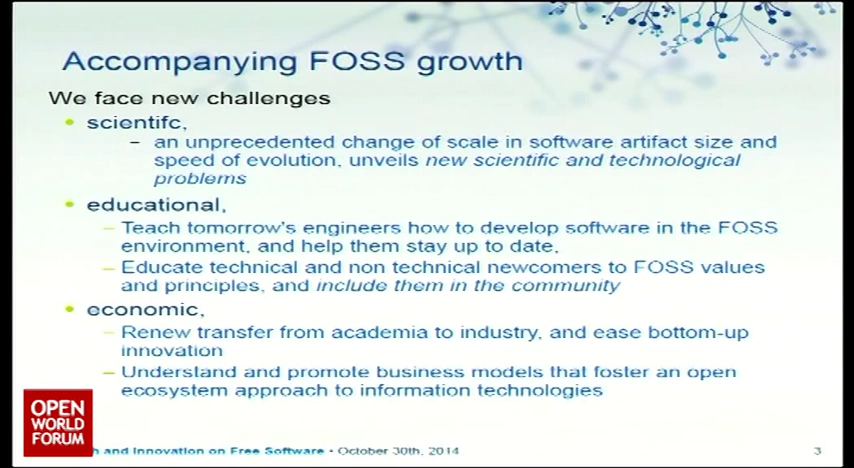 Accompanying FOSS growth
We face new challenges
• scientifc,
– an unprecedented change of scale in software artifact size and
speed of evolution, unveils new scientific and technological
problems
• educational,
– Teach tomorrow's engineers how to develop software in the FOSS
environment, and help them stay up to date,
– Educate technical and non technical newcomers to FOSS values
and principles, and include them in the community
• economic,
– Renew transfer from academia to industry, and ease bottom-up
innovation
– Understand and promote business models that foster an open
ecosystem approach to information technologies
OPEN
WORLD
FORUM
and Innovation on Free Software • October 30th, 2014
3